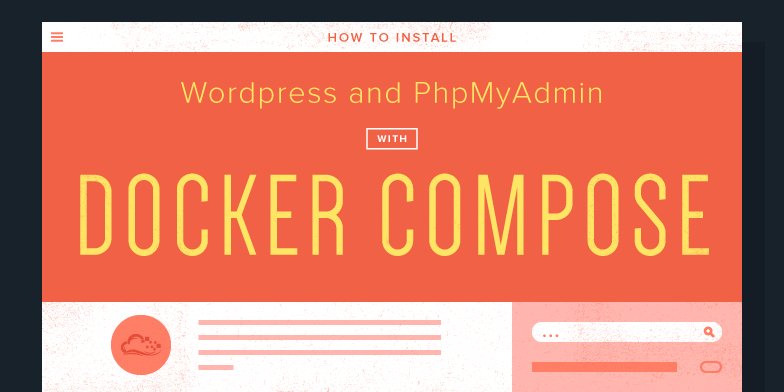 HOW TO INSTALL
Wordpress and PhpMyAdmin
WITH
DOCKER COMPOSE
...